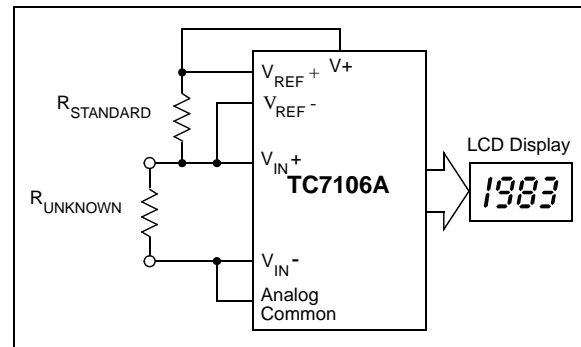 V+
V_REF +
V_REF -
R_STANDARD
LCD Display
V_IN +
TC7106A
1983
R_UNKNOWN
V_IN -
Analog
Common